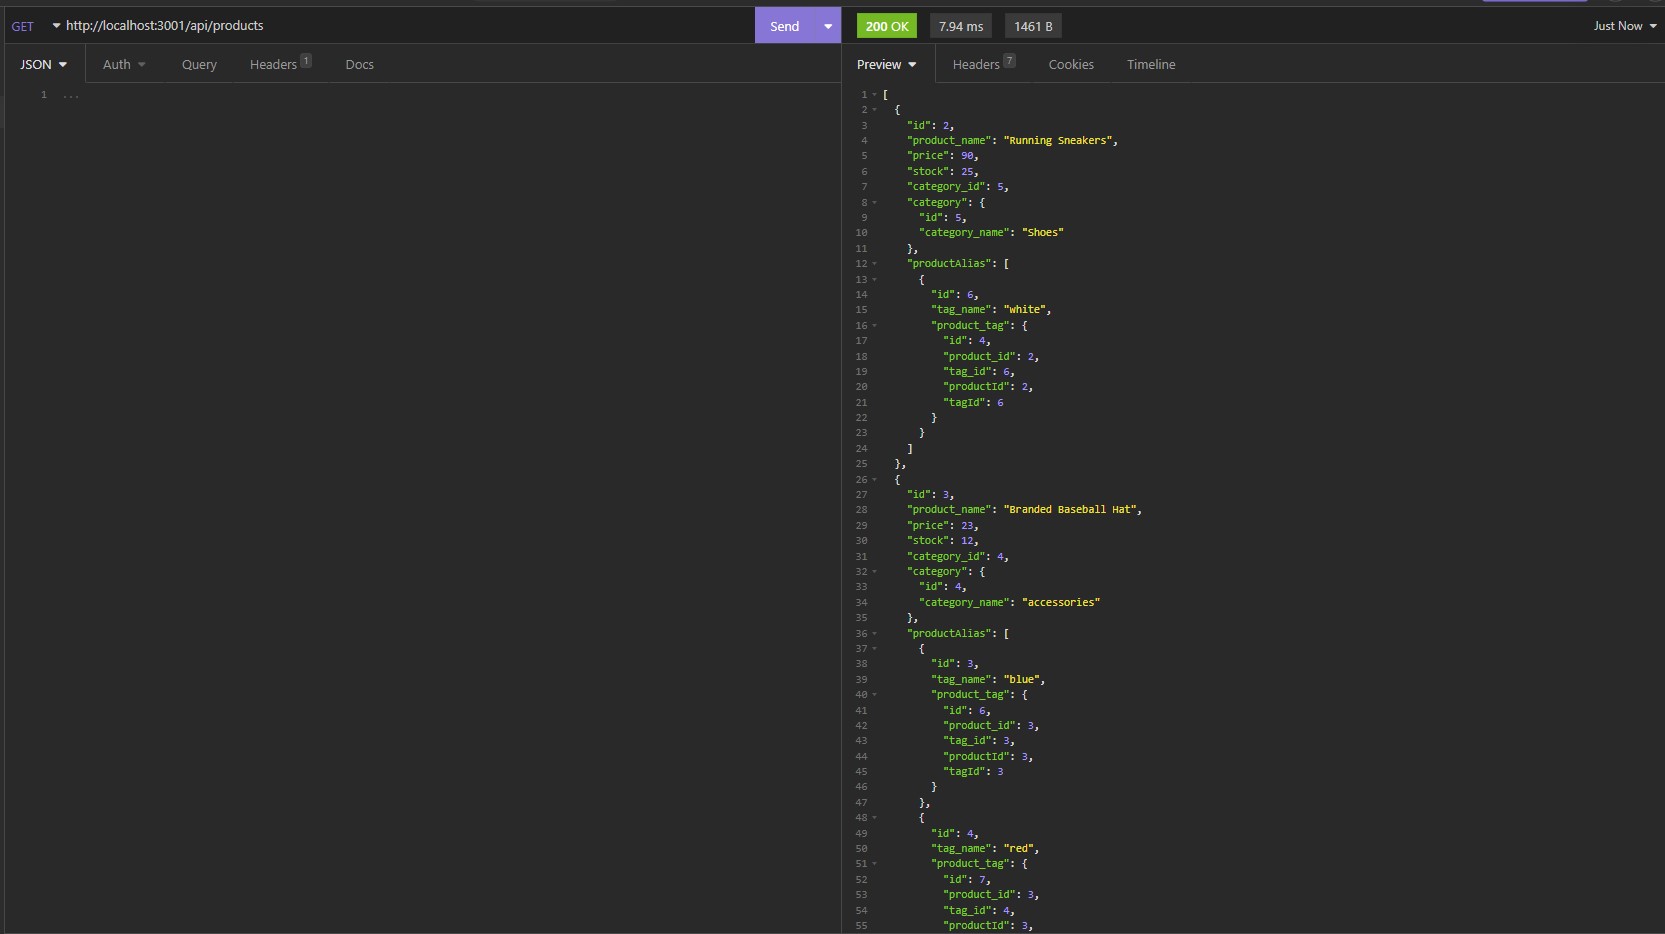 GET http://localhost:3001/api/products Send 200 OK 7.94 ms 1461 B Just Now
JSON Auth Query Headers 1 Docs Preview Headers 7 Cookies Timeline
1 ...
1 [
2 {
3 "id": 2,
4 "product_name": "Running Sneakers",
5 "price": 90,
6 "stock": 25,
7 "category_id": 5,
8 "category": {
9 "id": 5,
10 "category_name": "Shoes"
11 },
12 "productAlias": [
13 {
14 "id": 6,
15 "tag_name": "white",
16 "product_tag": {
17 "id": 4,
18 "product_id": 2,
19 "tag_id": 6,
20 "productId": 2,
21 "tagId": 6
22 }
23 }
24 ]
25 },
26 {
27 "id": 3,
28 "product_name": "Branded Baseball Hat",
29 "price": 23,
30 "stock": 12,
31 "category_id": 4,
32 "category": {
33 "id": 4,
34 "category_name": "accessories"
35 },
36 "productAlias": [
37 {
38 "id": 3,
39 "tag_name": "blue",
40 "product_tag": {
41 "id": 6,
42 "product_id": 3,
43 "tag_id": 3,
44 "productId": 3,
45 "tagId": 3
46 }
47 },
48 {
49 "id": 4,
50 "tag_name": "red",
51 "product_tag": {
52 "id": 7,
53 "product_id": 3,
54 "tag_id": 4,
55 "productId": 3,